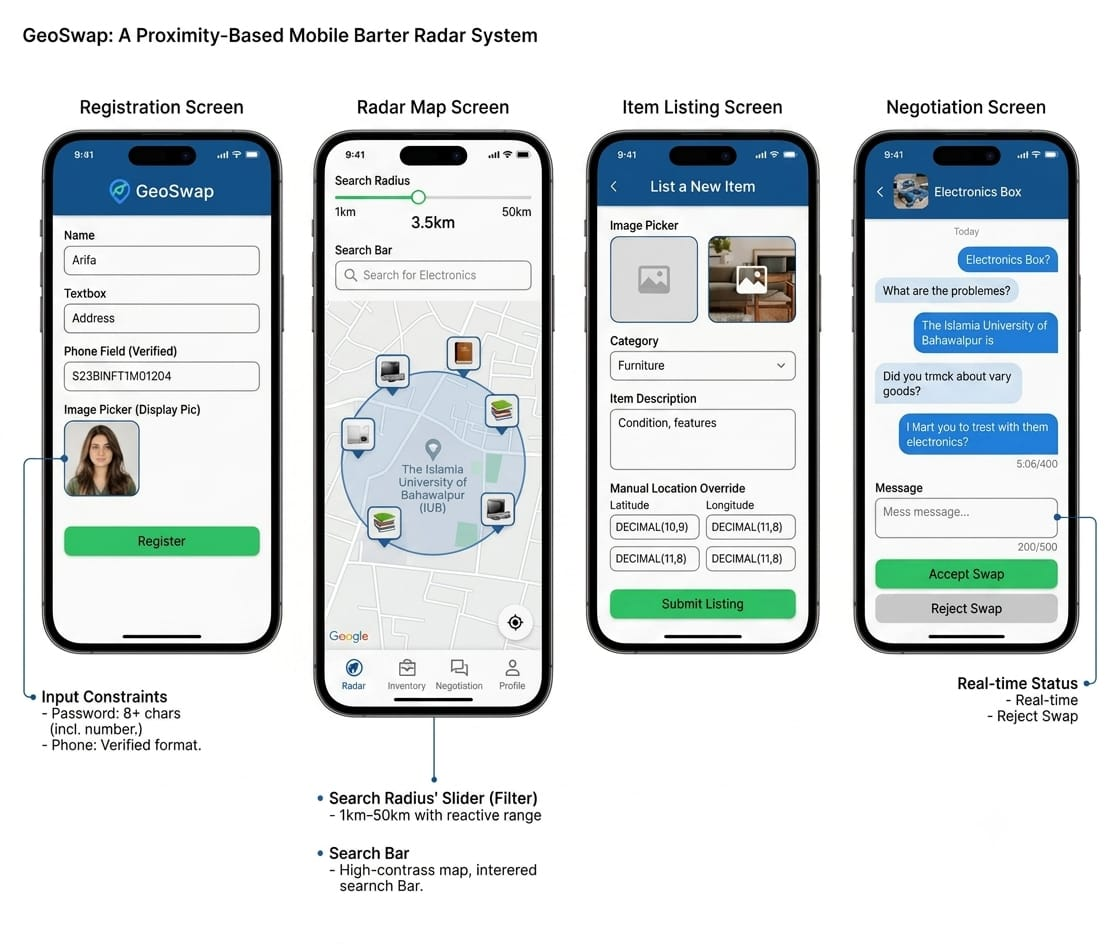 GeoSwap: A Proximity-Based Mobile Barter Radar System
Registration Screen
9:41
GeoSwap
Name
Arifa
Textbox
Address
Phone Field (Verified)
S23BINFT1M01204
Image Picker (Display Pic)
Register
Input Constraints
- Password: 8+ chars
(incl. number.)
- Phone: Verified format.
Radar Map Screen
9:41
Search Radius
1km
50km
3.5km
Search Bar
Search for Electronics
The Islamia
University of
Bahawalpur
(IUB)
Google
Radar
Inventory
Negotiation
Profile
• Search Radius' Slider (Filter)
- 1km–50km with reactive range
• Search Bar
- High-contrass map, interered
searnch Bar.
Item Listing Screen
9:41
List a New Item
Image Picker
Category
Furniture
Item Description
Condition, features
Manual Location Override
Latitude
Longitude
DECIMAL(10,9)
DECIMAL(11,8)
DECIMAL(11,8)
DECIMAL(11,8)
Submit Listing
Negotiation Screen
9:41
Electronics Box
Today
Electronics Box?
What are the problemes?
The Islamia University of
Bahawalpur is
Did you trmck about vary
goods?
I Mart you to trest with them
electronics?
5:06/400
Message
Mess message...
200/500
Accept Swap
Reject Swap
Real-time Status
- Real-time
- Reject Swap